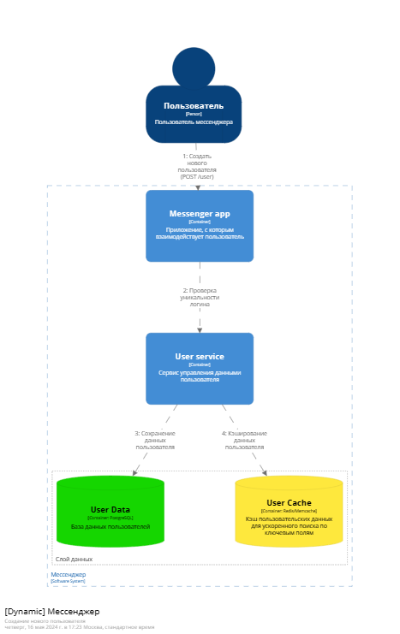 Пользователь
[Person]
Пользователь мессенджера
1: Создать
нового
пользователя
(POST /user)
Messenger app
[Container]
Приложение, с которым
взаимодействует пользователь
2: Проверка
уникальности
логина
User service
[Container]
Сервис управления данными
пользователя
3: Сохранение
данных
пользователя
4: Кэширование
данных
пользователя
User Data
[Container: PostgreSQL]
База данных пользователей
User Cache
[Container: Redis/Memcache]
Кэш пользовательских данных
для ускоренного поиска по
ключевым полям
Слой данных
Мессенджер
[Software System]
[Dynamic] Мессенджер
Создание нового пользователя
четверг, 16 мая 2024 г. в 17:25 Москва, стандартное время